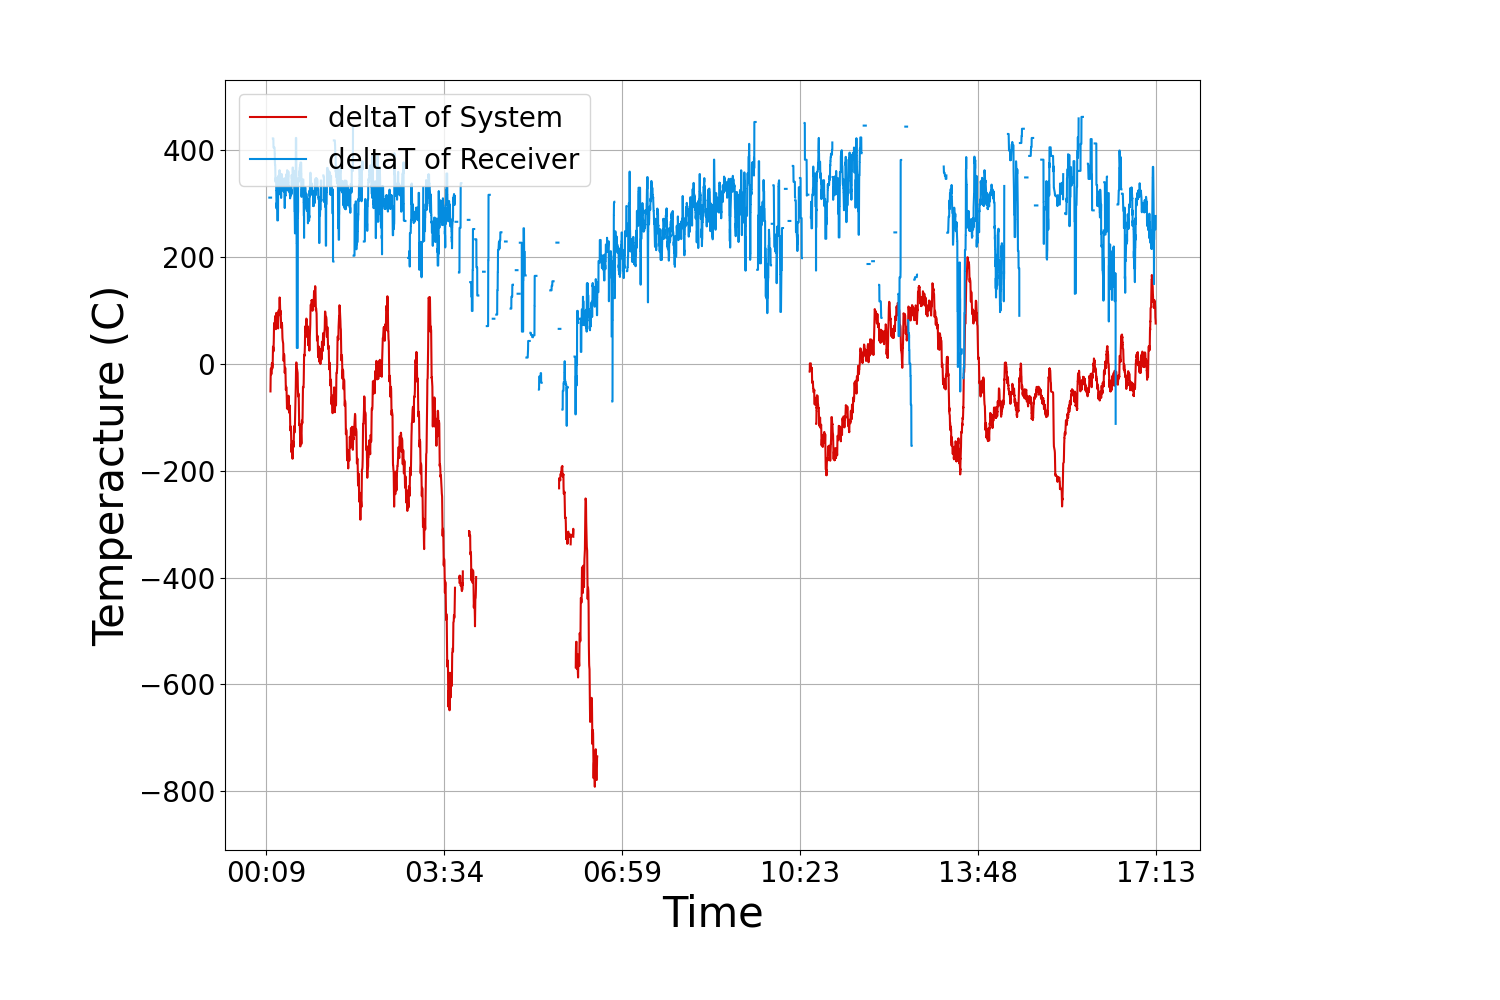 deltaT of System
deltaT of Receiver
400
200
0
−200
−400
−600
−800
Temperacture (C)
00:09 03:34 06:59 10:23 13:48 17:13
Time